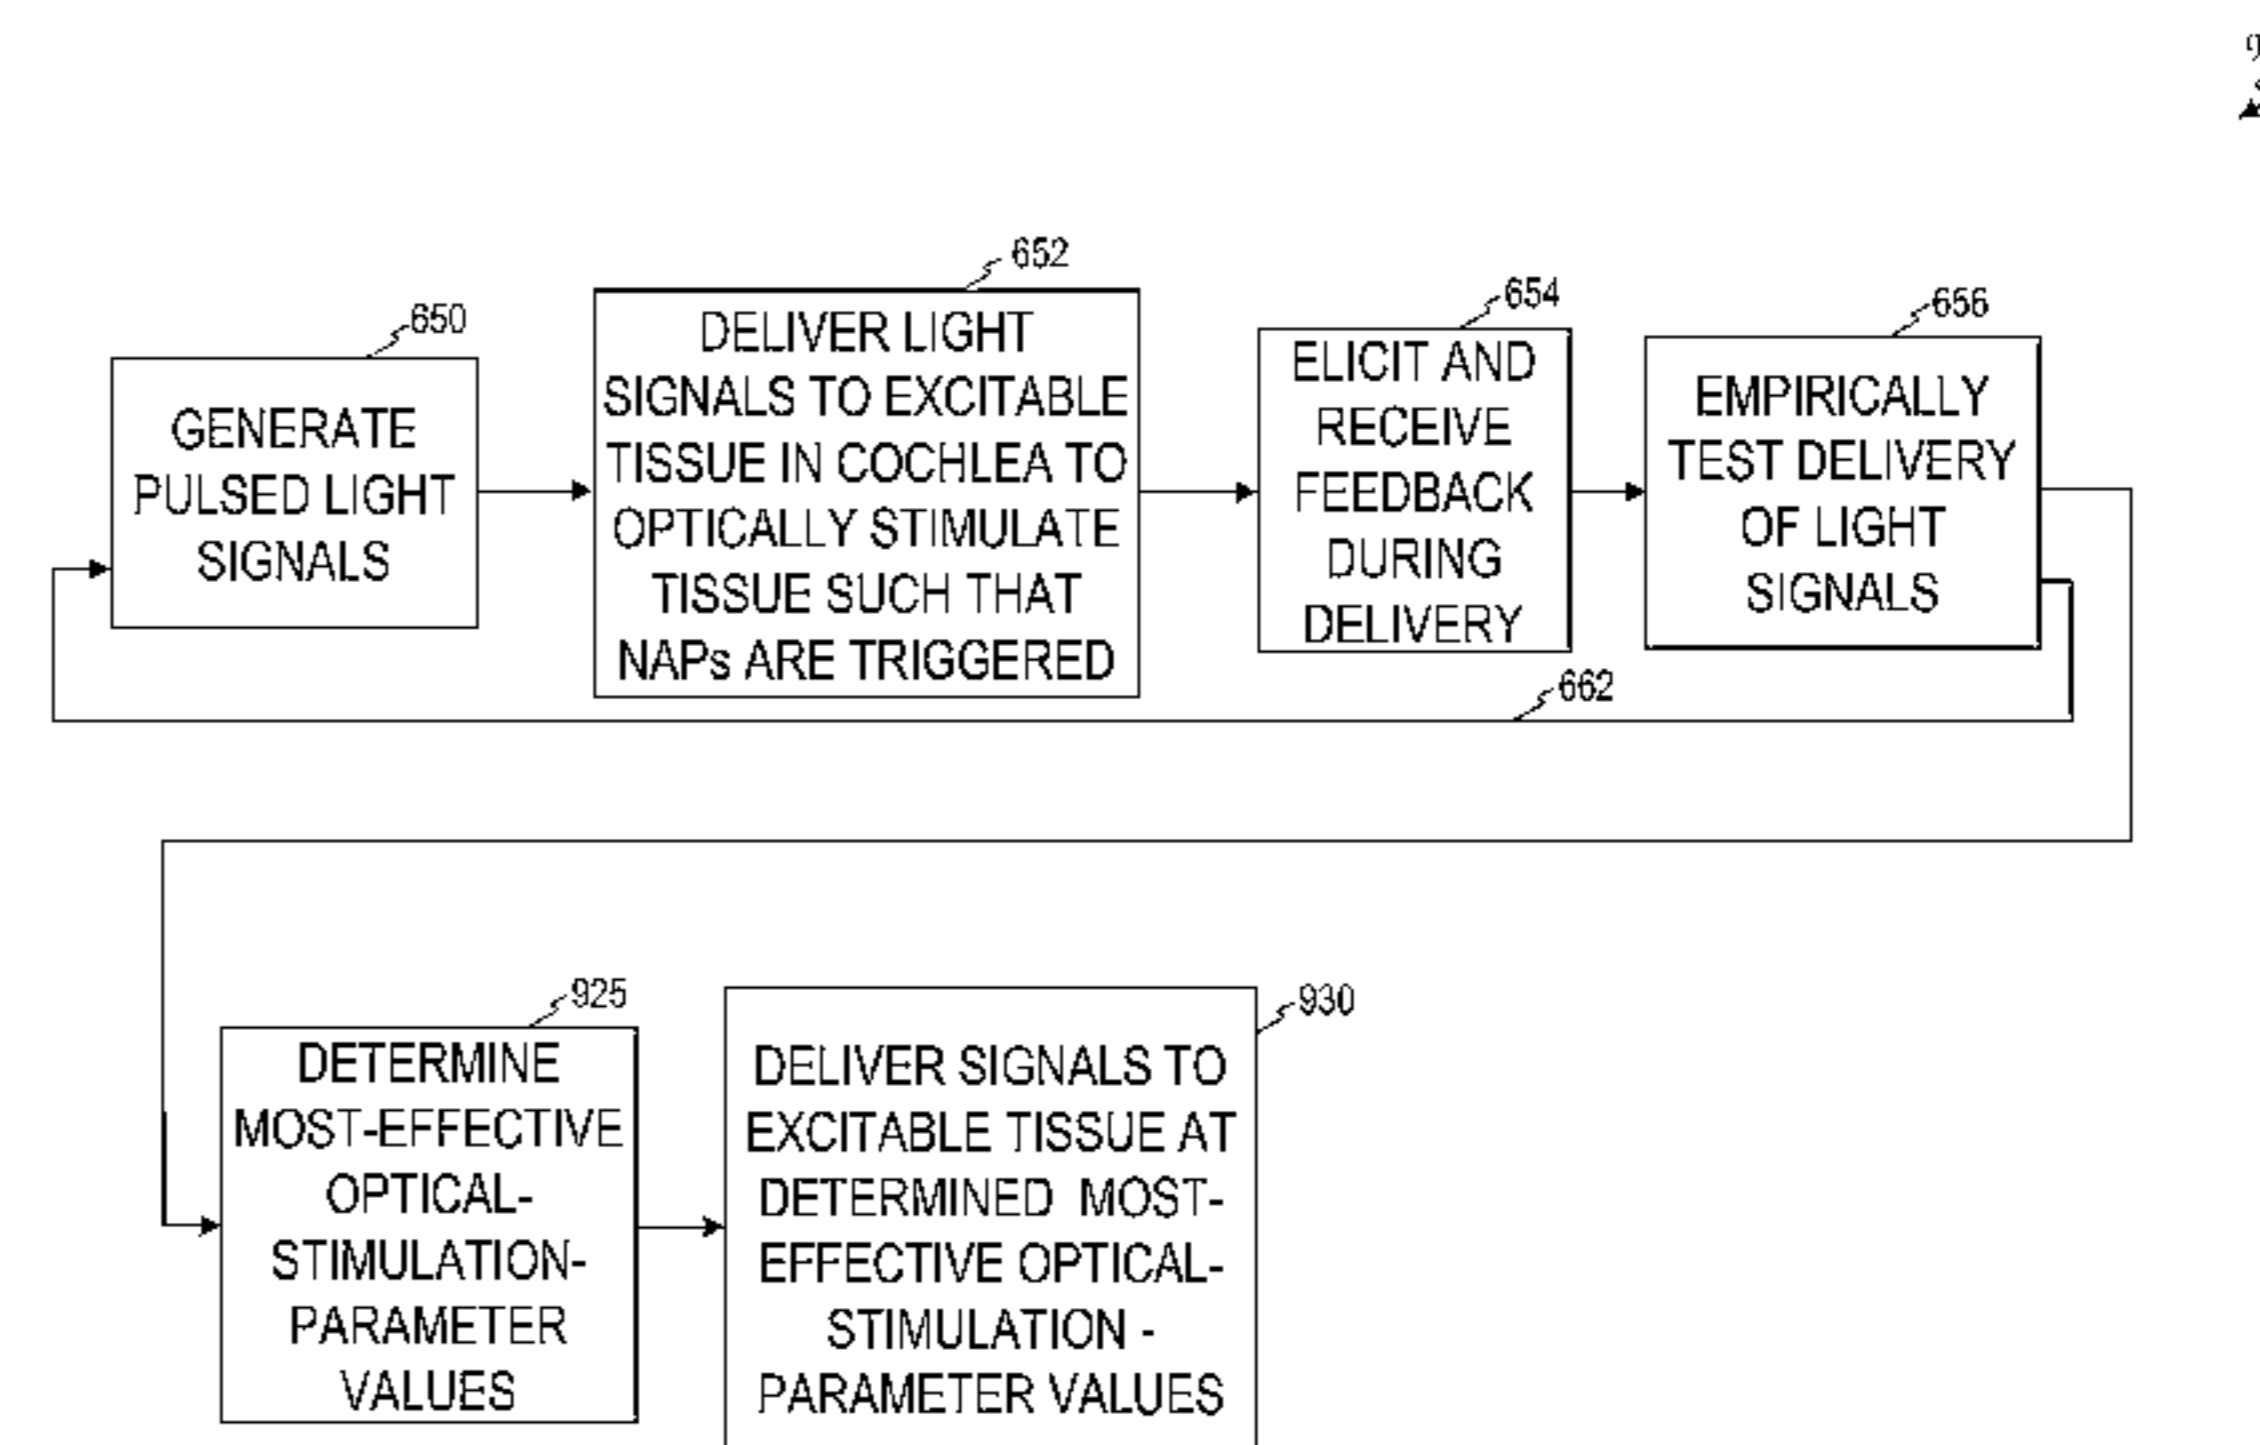 652
654
656
650
DELIVER LIGHT
SIGNALS TO EXCITABLE
TISSUE IN COCHLEA TO
OPTICALLY STIMULATE
TISSUE SUCH THAT
NAPs ARE TRIGGERED
ELICIT AND
RECEIVE
FEEDBACK
DURING
DELIVERY
EMPIRICALLY
TEST DELIVERY
OF LIGHT
SIGNALS
GENERATE
PULSED LIGHT
SIGNALS
662
925
930
DETERMINE
MOST-EFFECTIVE
OPTICAL-
STIMULATION-
PARAMETER
VALUES
DELIVER SIGNALS TO
EXCITABLE TISSUE AT
DETERMINED MOST-
EFFECTIVE OPTICAL-
STIMULATION -
PARAMETER VALUES